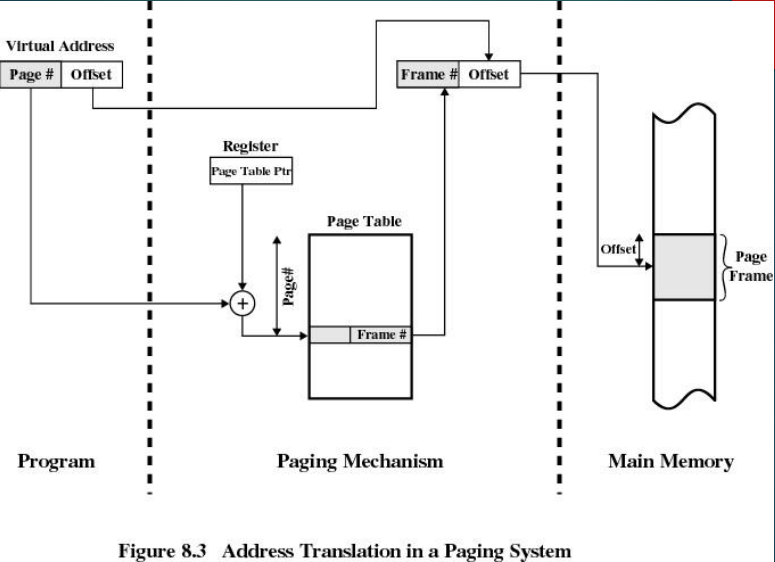 Virtual Address
Page # Offset
Frame # Offset
Register
Page Table Ptr
Page Table
Page#
+
Frame #
Offset
Page
Frame
Program
Paging Mechanism
Main Memory
Figure 8.3 Address Translation in a Paging System